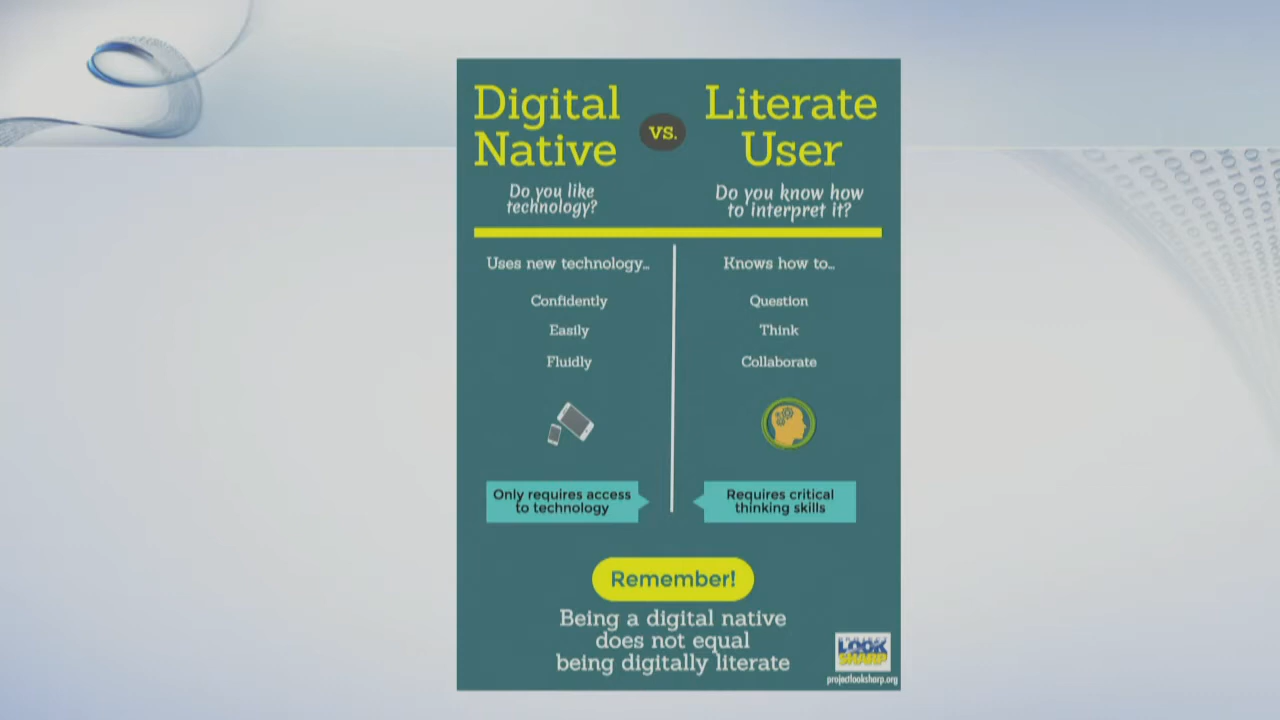 Digital
Native
vs.
Literate
User
Do you like
technology?
Do you know how
to interpret it?
Uses new technology...
Confidently
Easily
Fluidly
Knows how to...
Question
Think
Collaborate
Only requires access
to technology
Requires critical
thinking skills
Remember!
Being a digital native
does not equal
being digitally literate
LOOK
SHARP
projectlooksharp.org